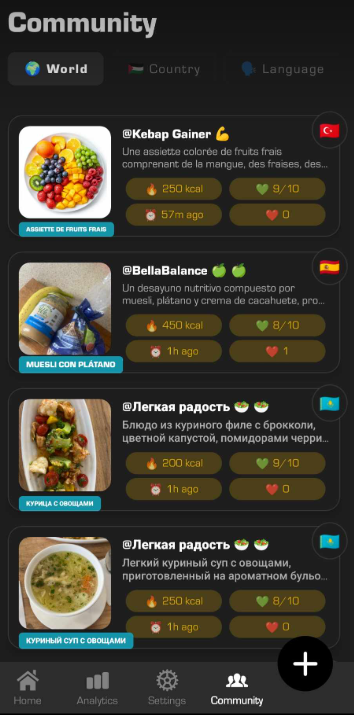 Community
World
Country
Language
@Kebap Gainer
Une assiette colorée de fruits frais
comprenant de la mangue, des fraises, des...
250 kcal
9/10
57m ago
0
ASSIETTE DE FRUITS FRAIS
@BellaBalance
Un desayuno nutritivo compuesto por
muesli, plátano y crema de cacahuete, pro...
450 kcal
8/10
1h ago
1
MUESLI CON PLÁTANO
@Легкая радость
Блюдо из куриного филе с брокколи,
цветной капустой, помидорами черри...
200 kcal
9/10
1h ago
0
КУРИЦА С ОВОЩАМИ
@Легкая радость
Легкий куриный суп с овощами,
приготовленный на ароматном бульо...
250 kcal
8/10
1h ago
0
КУРИНЫЙ СУП С ОВОЩАМИ
Home
Analytics
Settings
Community